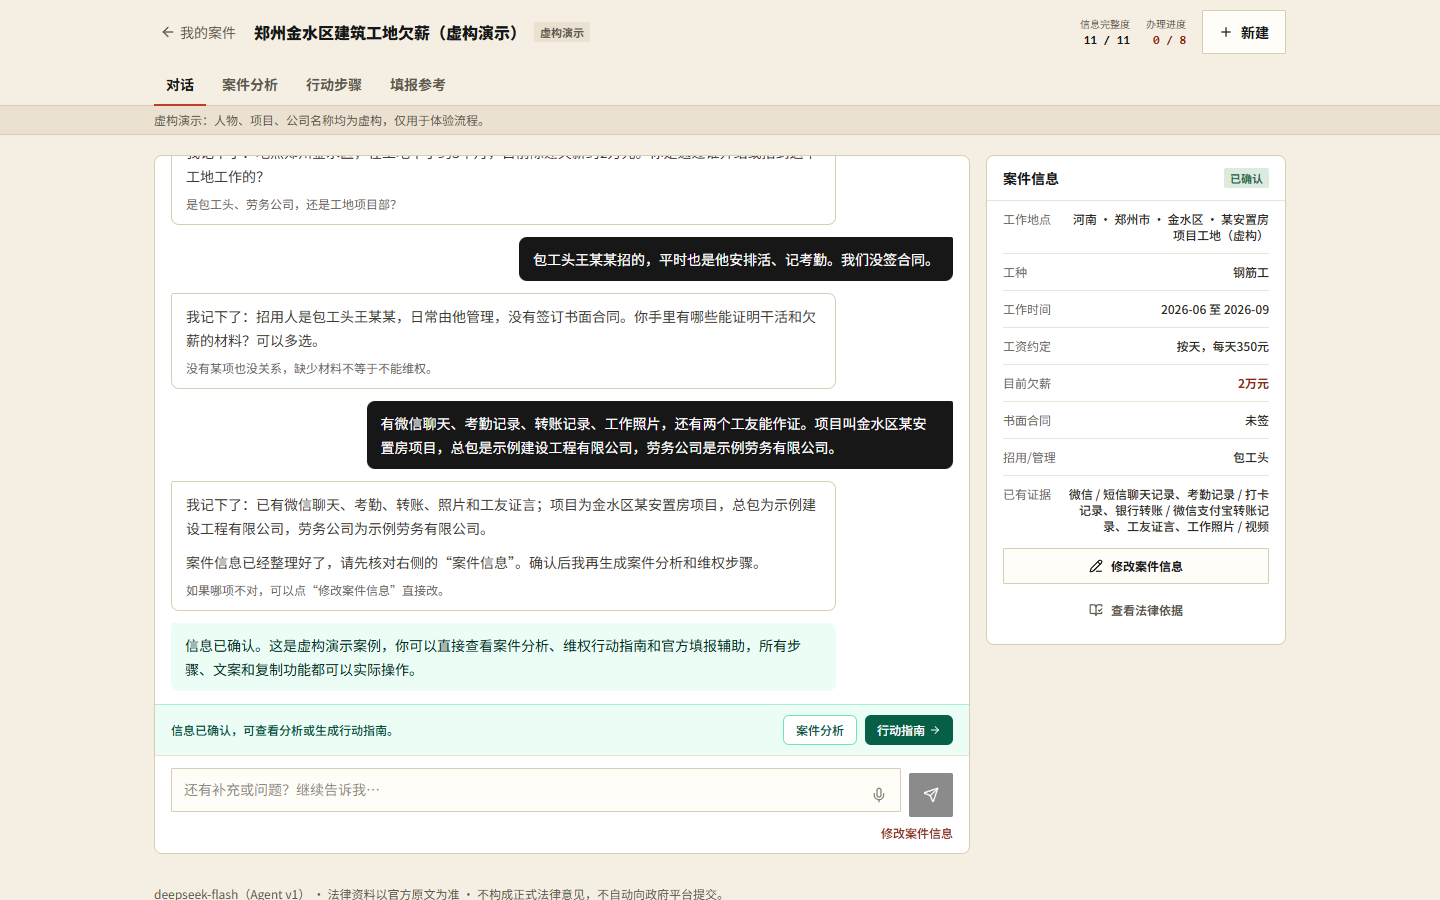 我的案件
郑州金水区建筑工地欠薪（虚构演示）
虚构演示
信息完整度
11 / 11
办理进度
0 / 8
新建
对话
案件分析
行动步骤
填报参考
虚构演示：人物、项目、公司名称均为虚构，仅用于体验流程。
工地工作的？
是包工头、劳务公司，还是工地项目部？
包工头王某某招的，平时也是他安排活、记考勤。我们没签合同。
我记下了：招用人是包工头王某某，日常由他管理，没有签订书面合同。你手里有哪些能证明干活和欠
薪的材料？可以多选。
没有某项也没关系，缺少材料不等于不能维权。
有微信聊天、考勤记录、转账记录、工作照片，还有两个工友能作证。项目叫金水区某安
置房项目，总包是示例建设工程有限公司，劳务公司是示例劳务有限公司。
我记下了：已有微信聊天、考勤、转账、照片和工友证言；项目为金水区某安置房项目，总包为示例建
设工程有限公司，劳务公司为示例劳务有限公司。
案件信息已经整理好了，请先核对右侧的“案件信息”。确认后我再生成案件分析和维权步骤。
如果哪项不对，可以点“修改案件信息”直接改。
信息已确认。这是虚构演示案例，你可以直接查看案件分析、维权行动指南和官方填报辅助，所有步
骤、文案和复制功能都可以实际操作。
信息已确认，可查看分析或生成行动指南。
案件分析
行动指南
还有补充或问题？继续告诉我…
修改案件信息
案件信息
已确认
工作地点
河南 · 郑州市 · 金水区 · 某安置房
项目工地（虚构）
工种
钢筋工
工作时间
2026-06 至 2026-09
工资约定
按天，每天350元
目前欠薪
2万元
书面合同
未签
招用/管理
包工头
已有证据
微信 / 短信聊天记录、考勤记录 / 打卡
记录、银行转账 / 微信支付宝转账记
录、工友证言、工作照片 / 视频
修改案件信息
查看法律依据
deepseek-flash（Agent v1） · 法律资料以官方原文为准 · 不构成正式法律意见，不自动向政府平台提交。